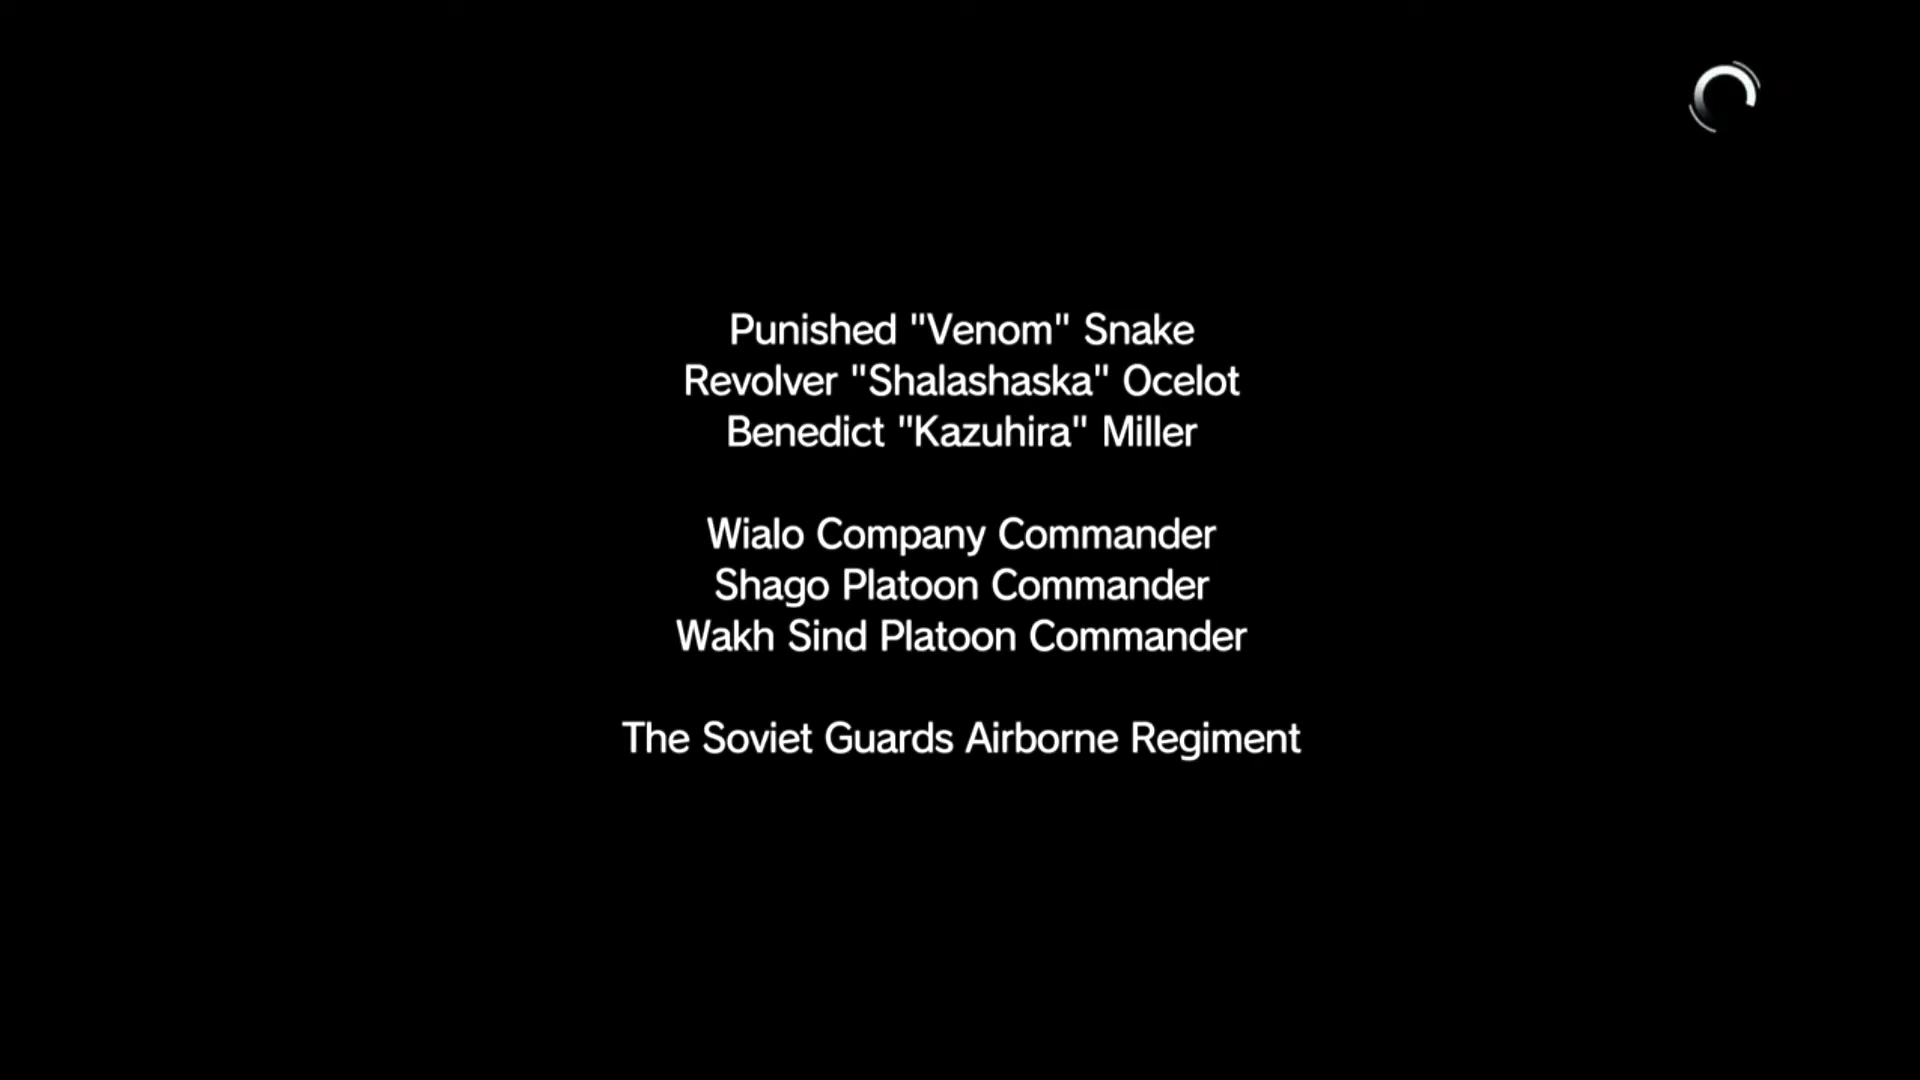 Punished "Venom" Snake
Revolver "Shalashaska" Ocelot
Benedict "Kazuhira" Miller
Wialo Company Commander
Shago Platoon Commander
Wakh Sind Platoon Commander
The Soviet Guards Airborne Regiment